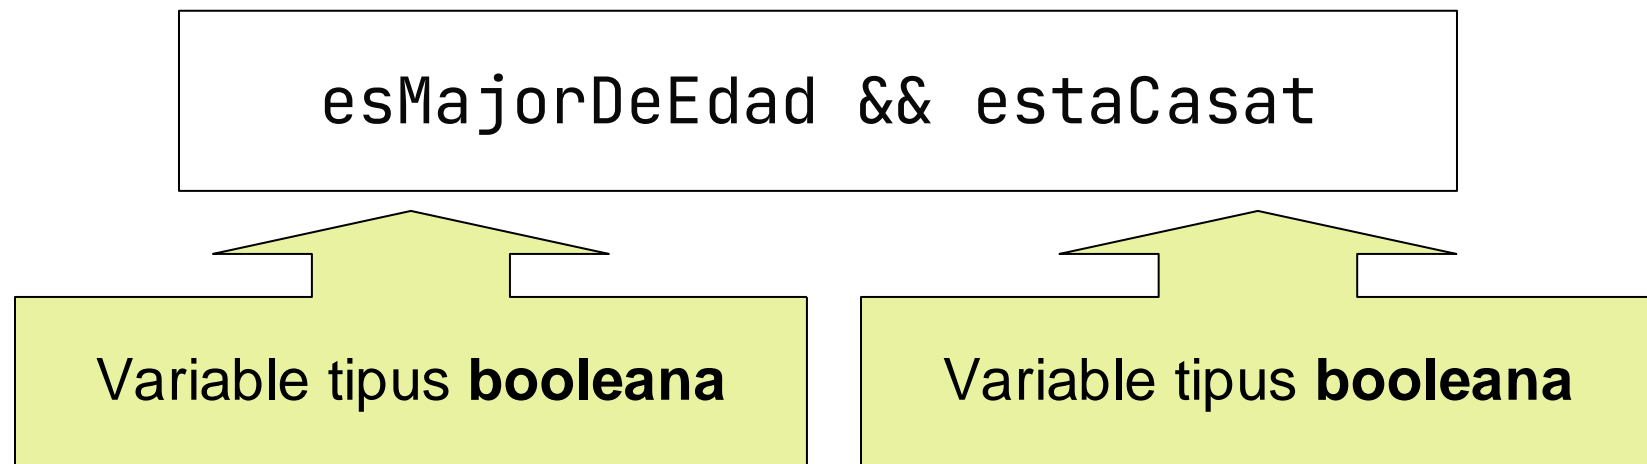 esMajorDeEdad && estaCasat
Variable tipus booleana
Variable tipus booleana